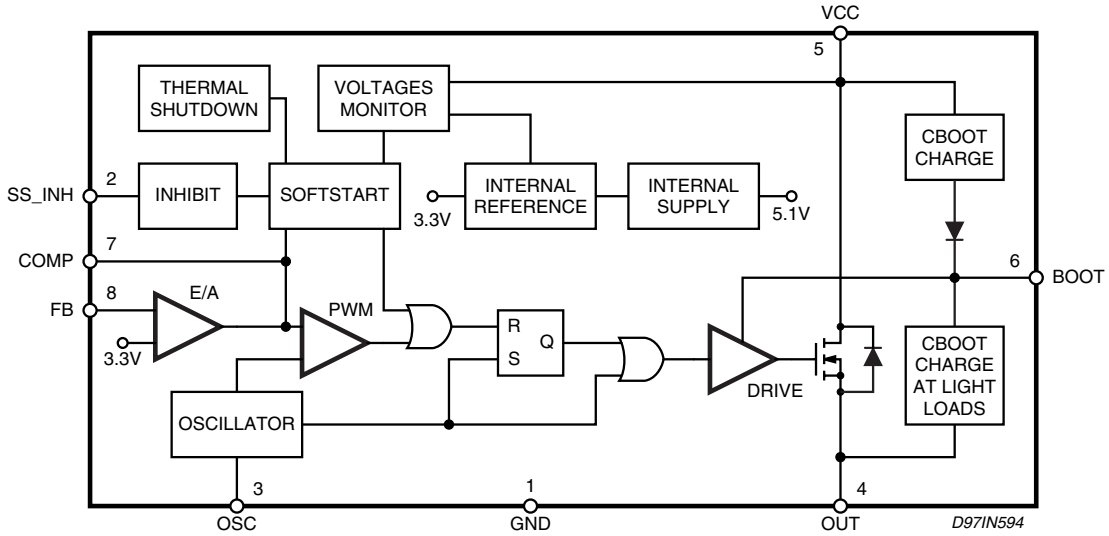 VCC
5
THERMAL
SHUTDOWN
VOLTAGES
MONITOR
CBOOT
CHARGE
SS_INH
2
INHIBIT
SOFTSTART
3.3V
INTERNAL
REFERENCE
INTERNAL
SUPPLY
5.1V
COMP
7
6
BOOT
FB
8
E/A
3.3V
PWM
R
S
Q
DRIVE
CBOOT
CHARGE
AT LIGHT
LOADS
OSCILLATOR
3
OSC
1
GND
4
OUT
D97IN594